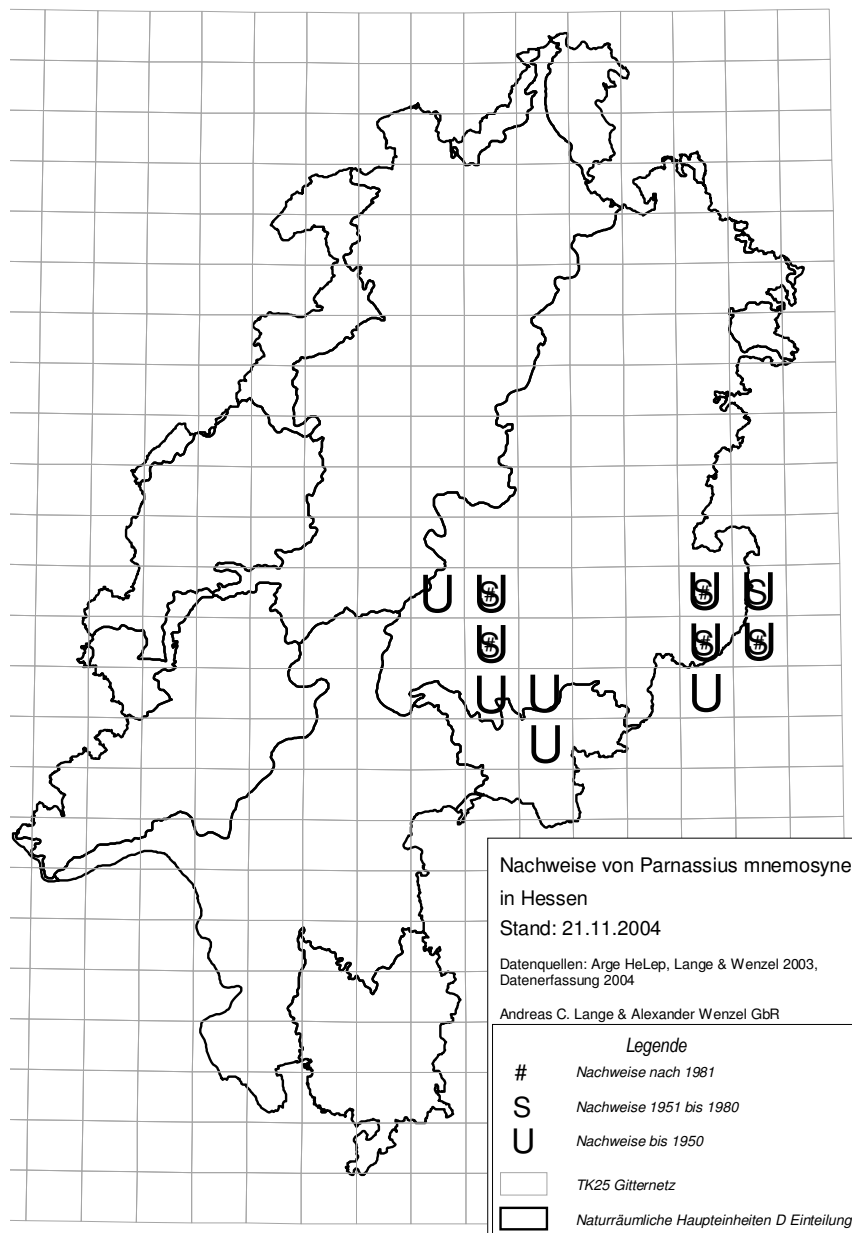 U U S # U S # U S
U S # U S # U S #
U U U
U
Nachweise von Parnassius mnemosyne
in Hessen
Stand: 21.11.2004
Datenquellen: Arge HeLep, Lange & Wenzel 2003,
Datenerfassung 2004
Andreas C. Lange & Alexander Wenzel GbR
Legende
# Nachweise nach 1981
S Nachweise 1951 bis 1980
U Nachweise bis 1950
TK25 Gitternetz
Naturräumliche Haupteinheiten D Einteilung